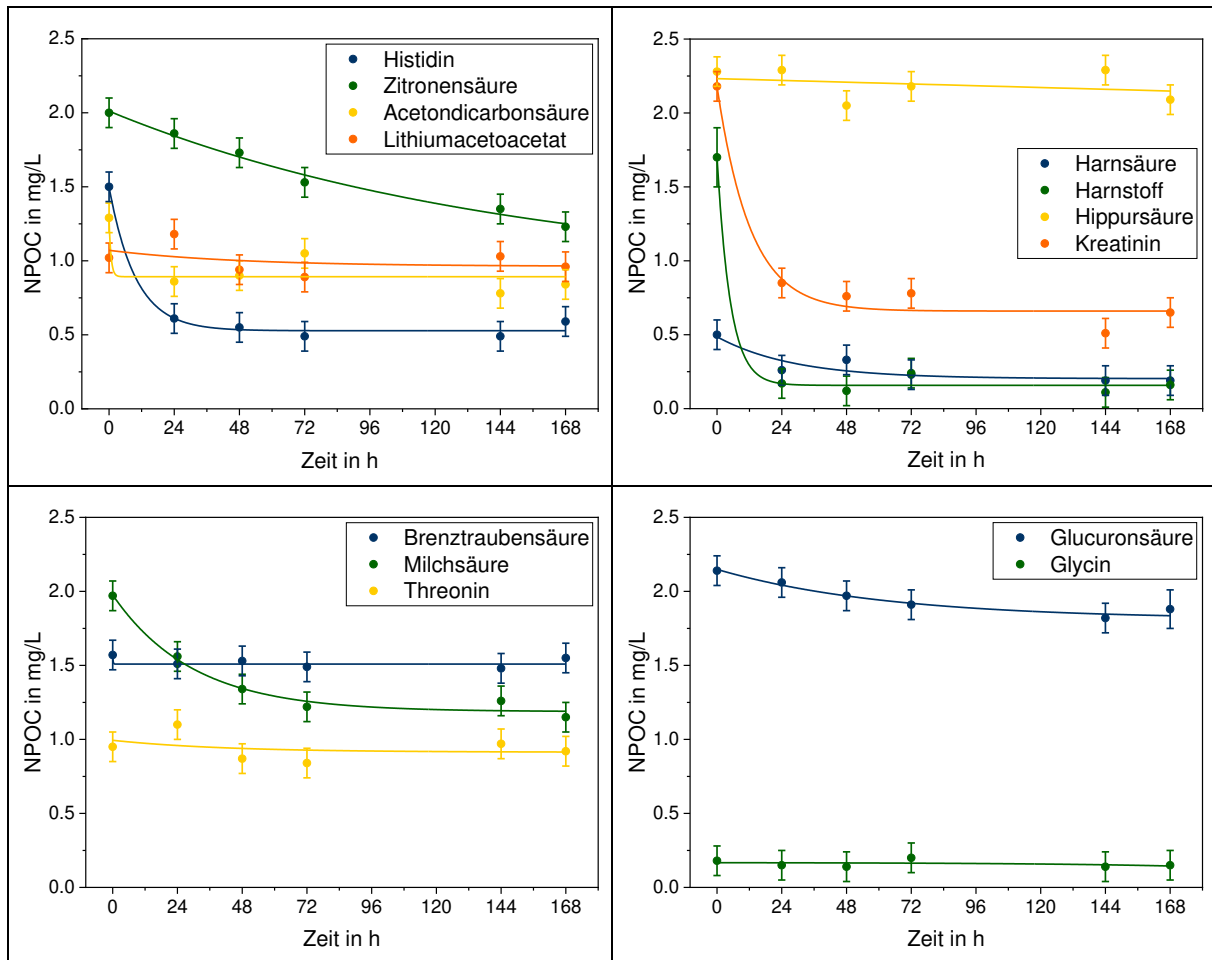 2.5
2.0
1.5
1.0
0.5
0.0
NPOC in mg/L
Histidin
Zitronensäure
Acetondicarbonsäure
Lithiumacetoacetat
0 24 48 72 96 120 144 168
Zeit in h
2.5
2.0
1.5
1.0
0.5
0.0
NPOC in mg/L
Harnsäure
Harnstoff
Hippursäure
Kreatinin
0 24 48 72 96 120 144 168
Zeit in h
2.5
2.0
1.5
1.0
0.5
0.0
NPOC in mg/L
Brenztraubensäure
Milchsäure
Threonin
0 24 48 72 96 120 144 168
Zeit in h
2.5
2.0
1.5
1.0
0.5
0.0
NPOC in mg/L
Glucuronsäure
Glycin
0 24 48 72 96 120 144 168
Zeit in h